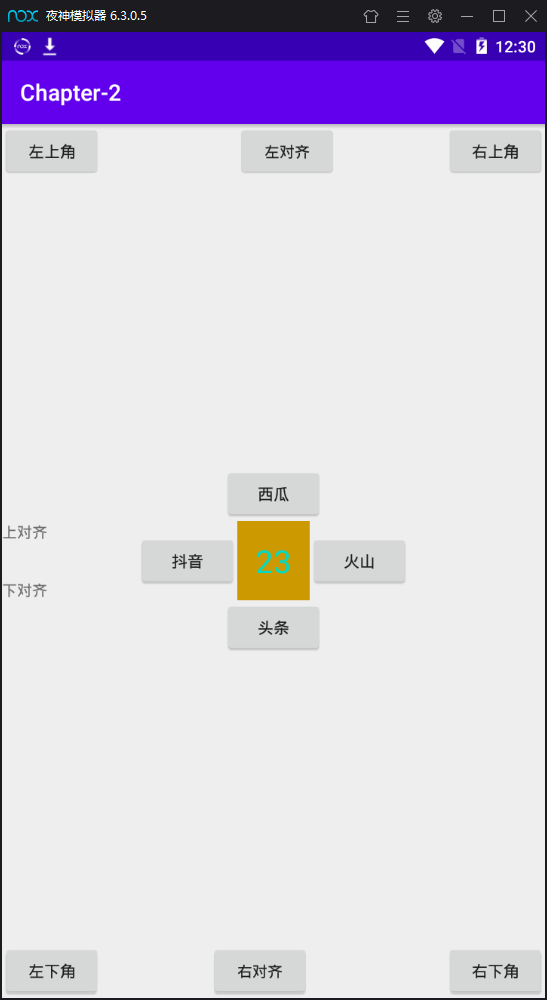 nox 夜神模拟器 6.3.0.5
nox 12:30
Chapter-2
左上角 左对齐 右上角
西瓜
上对齐
抖音 23 火山
下对齐
头条
左下角 右对齐 右下角